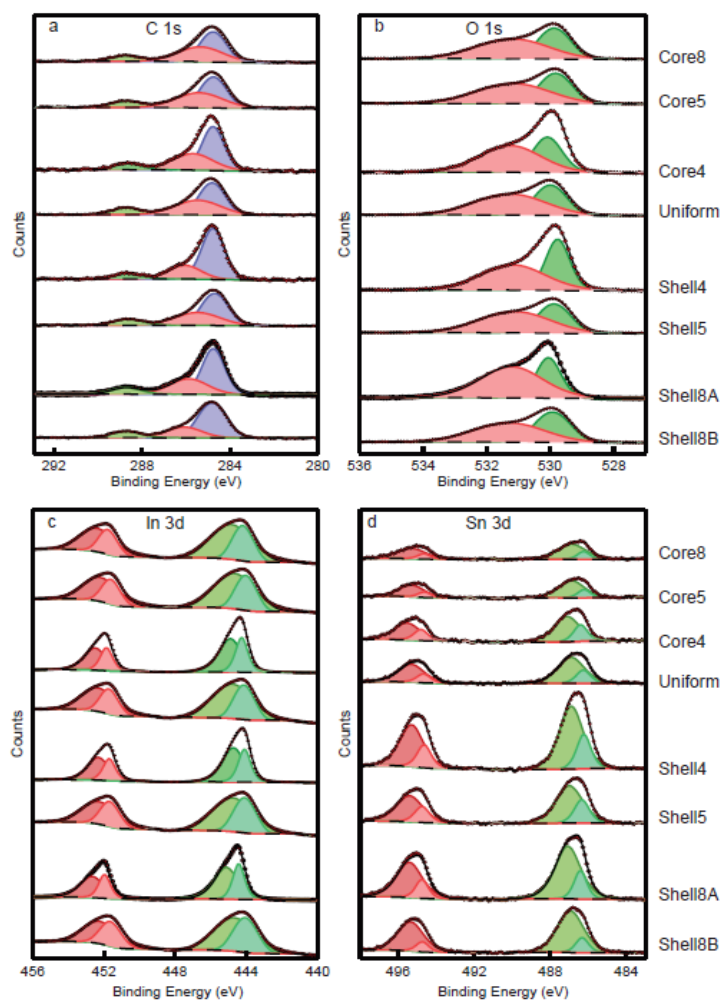 a C 1s
b O 1s
Core8
Core5
Core4
Uniform
Shell4
Shell5
Shell8A
Shell8B
Counts
292 288 284 280
536 534 532 530 528
Binding Energy (eV)
Binding Energy (eV)
c In 3d
d Sn 3d
Core8
Core5
Core4
Uniform
Shell4
Shell5
Shell8A
Shell8B
Counts
456 452 448 444 440
496 492 488 484
Binding Energy (eV)
Binding Energy (eV)